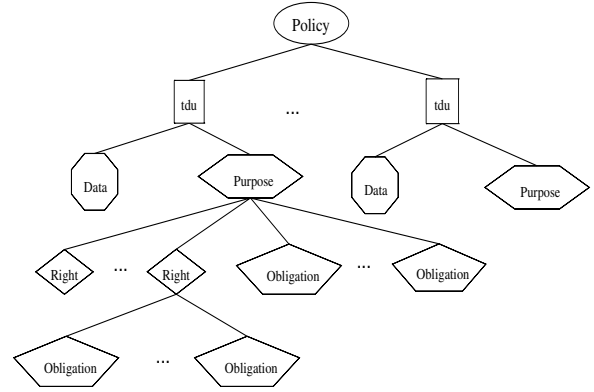 Policy
tdu ... tdu
Data Purpose Data Purpose
Right ... Right Obligation ... Obligation
Obligation ... Obligation